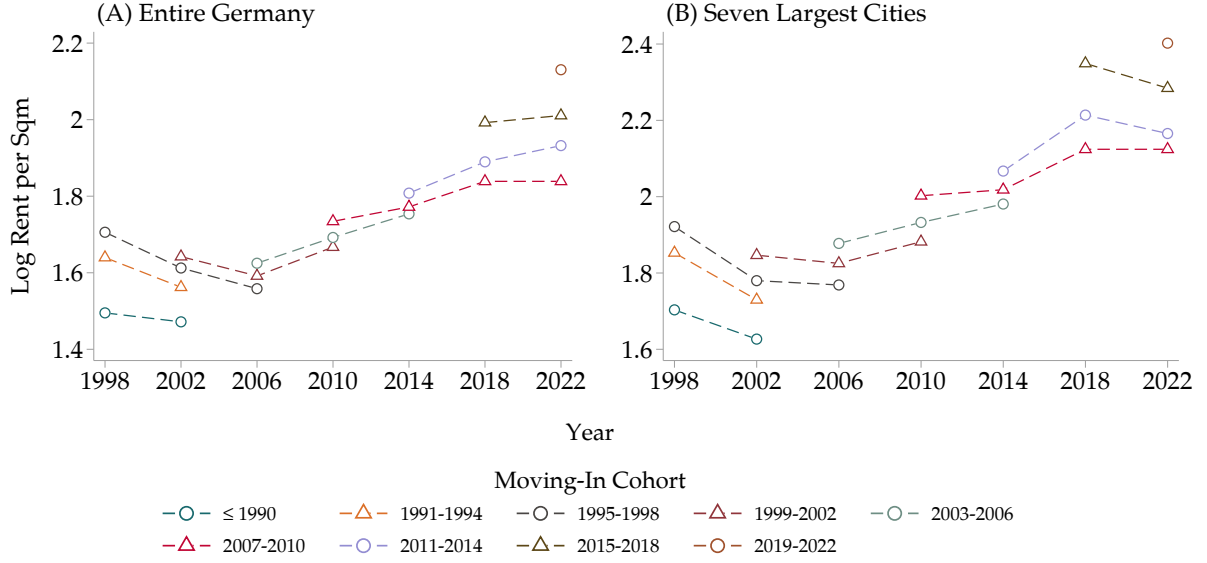 (A) Entire Germany
(B) Seven Largest Cities
Log Rent per Sqm
2.2
2
1.8
1.6
1.4
1998 2002 2006 2010 2014 2018 2022
2.4
2.2
2
1.8
1.6
1998 2002 2006 2010 2014 2018 2022
Year
Moving-In Cohort
≤ 1990 1991-1994 1995-1998 1999-2002 2003-2006
2007-2010 2011-2014 2015-2018 2019-2022